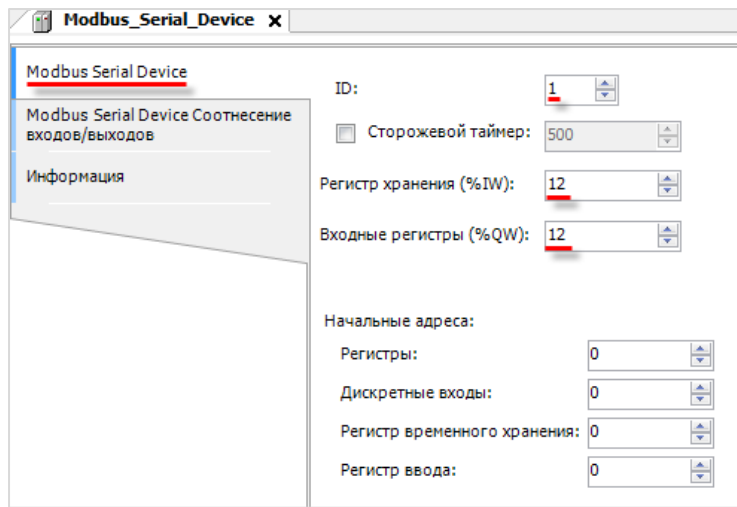 Modbus_Serial_Device X
Modbus Serial Device
Modbus Serial Device Соотнесение
входов/выходов
Информация
ID: 1
Сторожевой таймер: 500
Регистр хранения (%IW): 12
Входные регистры (%QW): 12
Начальные адреса:
Регистры: 0
Дискретные входы: 0
Регистр временного хранения: 0
Регистр ввода: 0